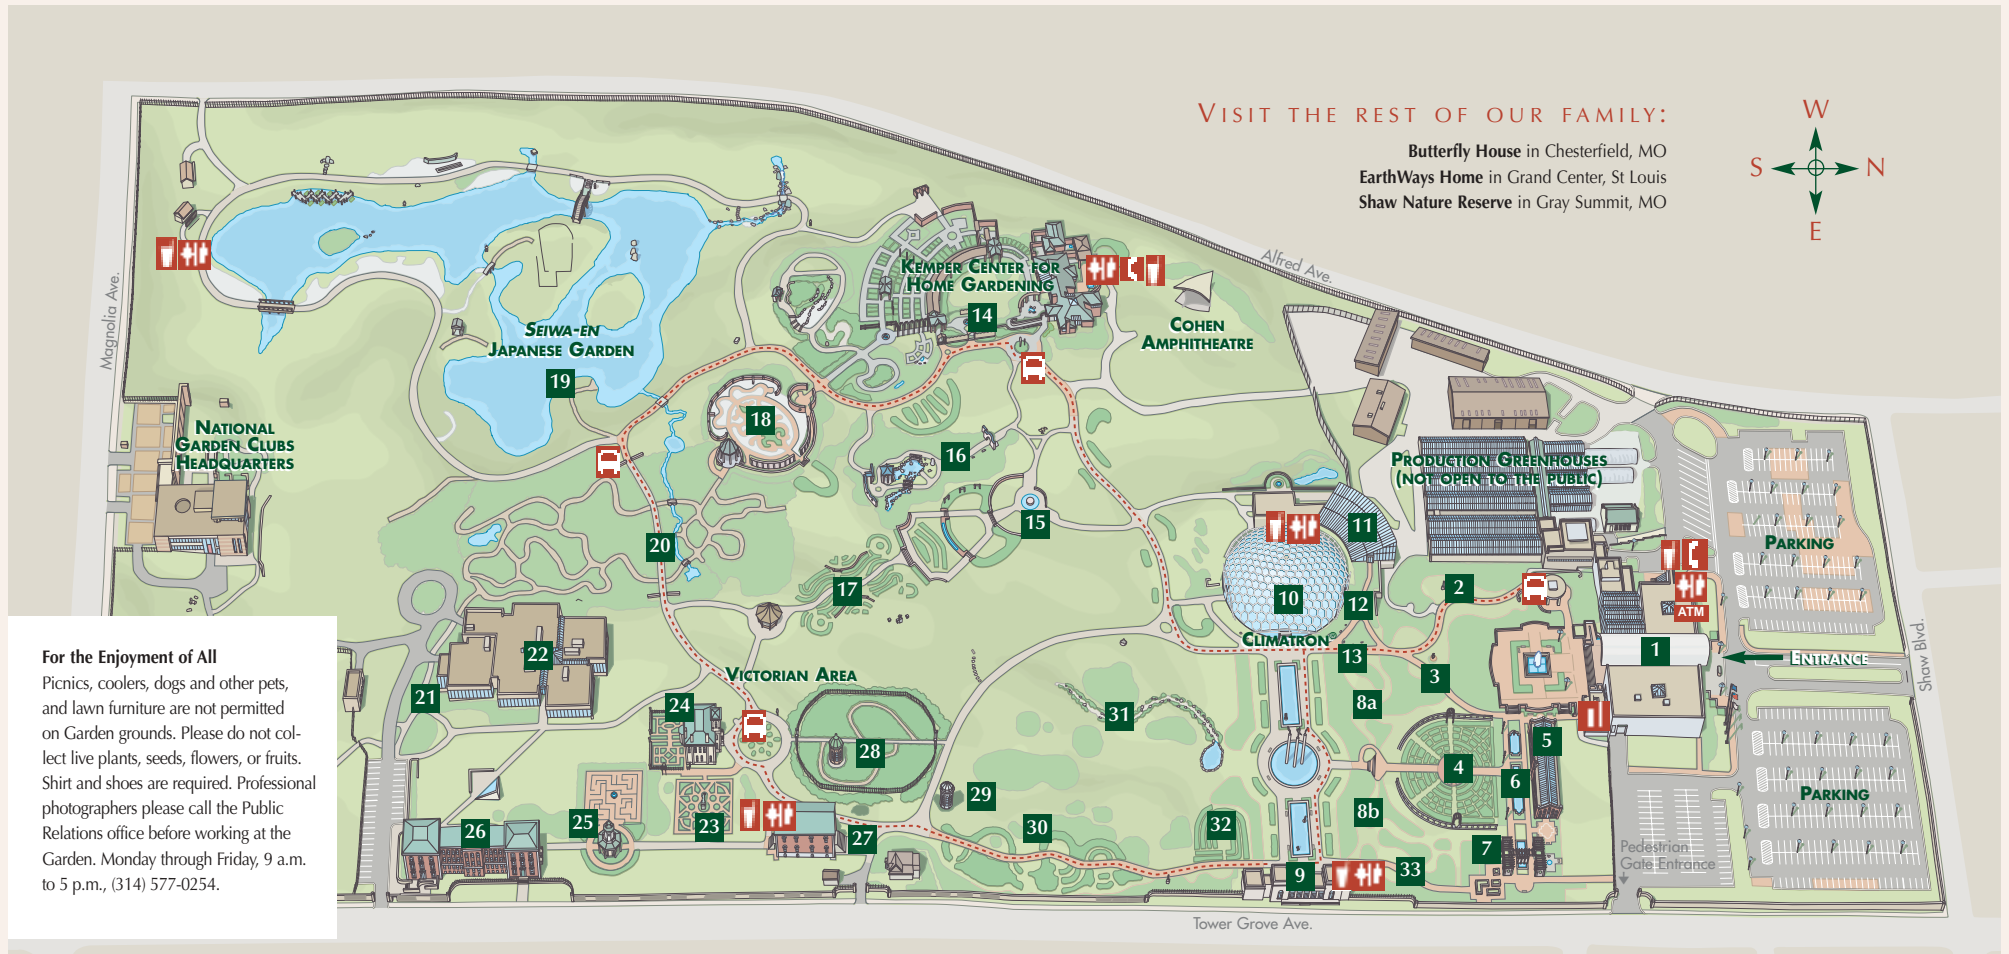 VISIT THE REST OF OUR FAMILY:
Butterfly House in Chesterfield, MO
EarthWays Home in Grand Center, St Louis
Shaw Nature Reserve in Gray Summit, MO
W
S
N
E
Alfred Ave.
Magnolia Ave.
KEMPER CENTER FOR
HOME GARDENING
14
COHEN
AMPHITHEATRE
SEIWA-EN
JAPANESE GARDEN
19
18
NATIONAL
GARDEN CLUBS
HEADQUARTERS
16
15
PRODUCTION GREENHOUSES
(NOT OPEN TO THE PUBLIC)
11
PARKING
20
17
10
12
2
ATM
CLIMATRON
13
1
ENTRANCE
Shaw Blvd.
22
21
VICTORIAN AREA
24
3
8a
31
28
4
5
6
29
PARKING
25
26
23
27
30
32
8b
7
Pedestrian
Gate Entrance
9
33
Tower Grove Ave.
For the Enjoyment of All
Picnics, coolers, dogs and other pets,
and lawn furniture are not permitted
on Garden grounds. Please do not col-
lect live plants, seeds, flowers, or fruits.
Shirt and shoes are required. Professional
photographers please call the Public
Relations office before working at the
Garden. Monday through Friday, 9 a.m.
to 5 p.m., (314) 577-0254.